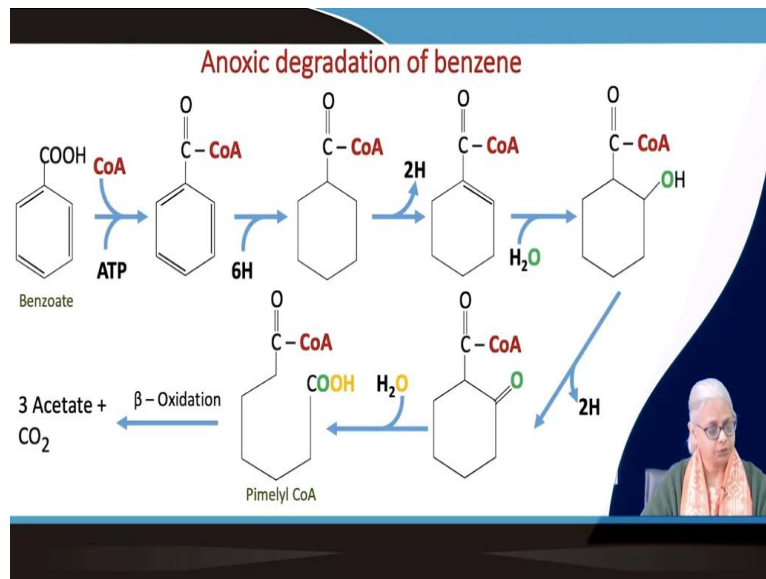 Anoxic degradation of benzene
COOH
CoA
ATP
Benzoate
O
C – CoA
6H
O
C – CoA
2H
O
C – CoA
H₂O
O
C – CoA
OH
2H
O
C – CoA
O
H₂O
O
C – CoA
COOH
Pimelyl CoA
β – Oxidation
3 Acetate +
CO₂